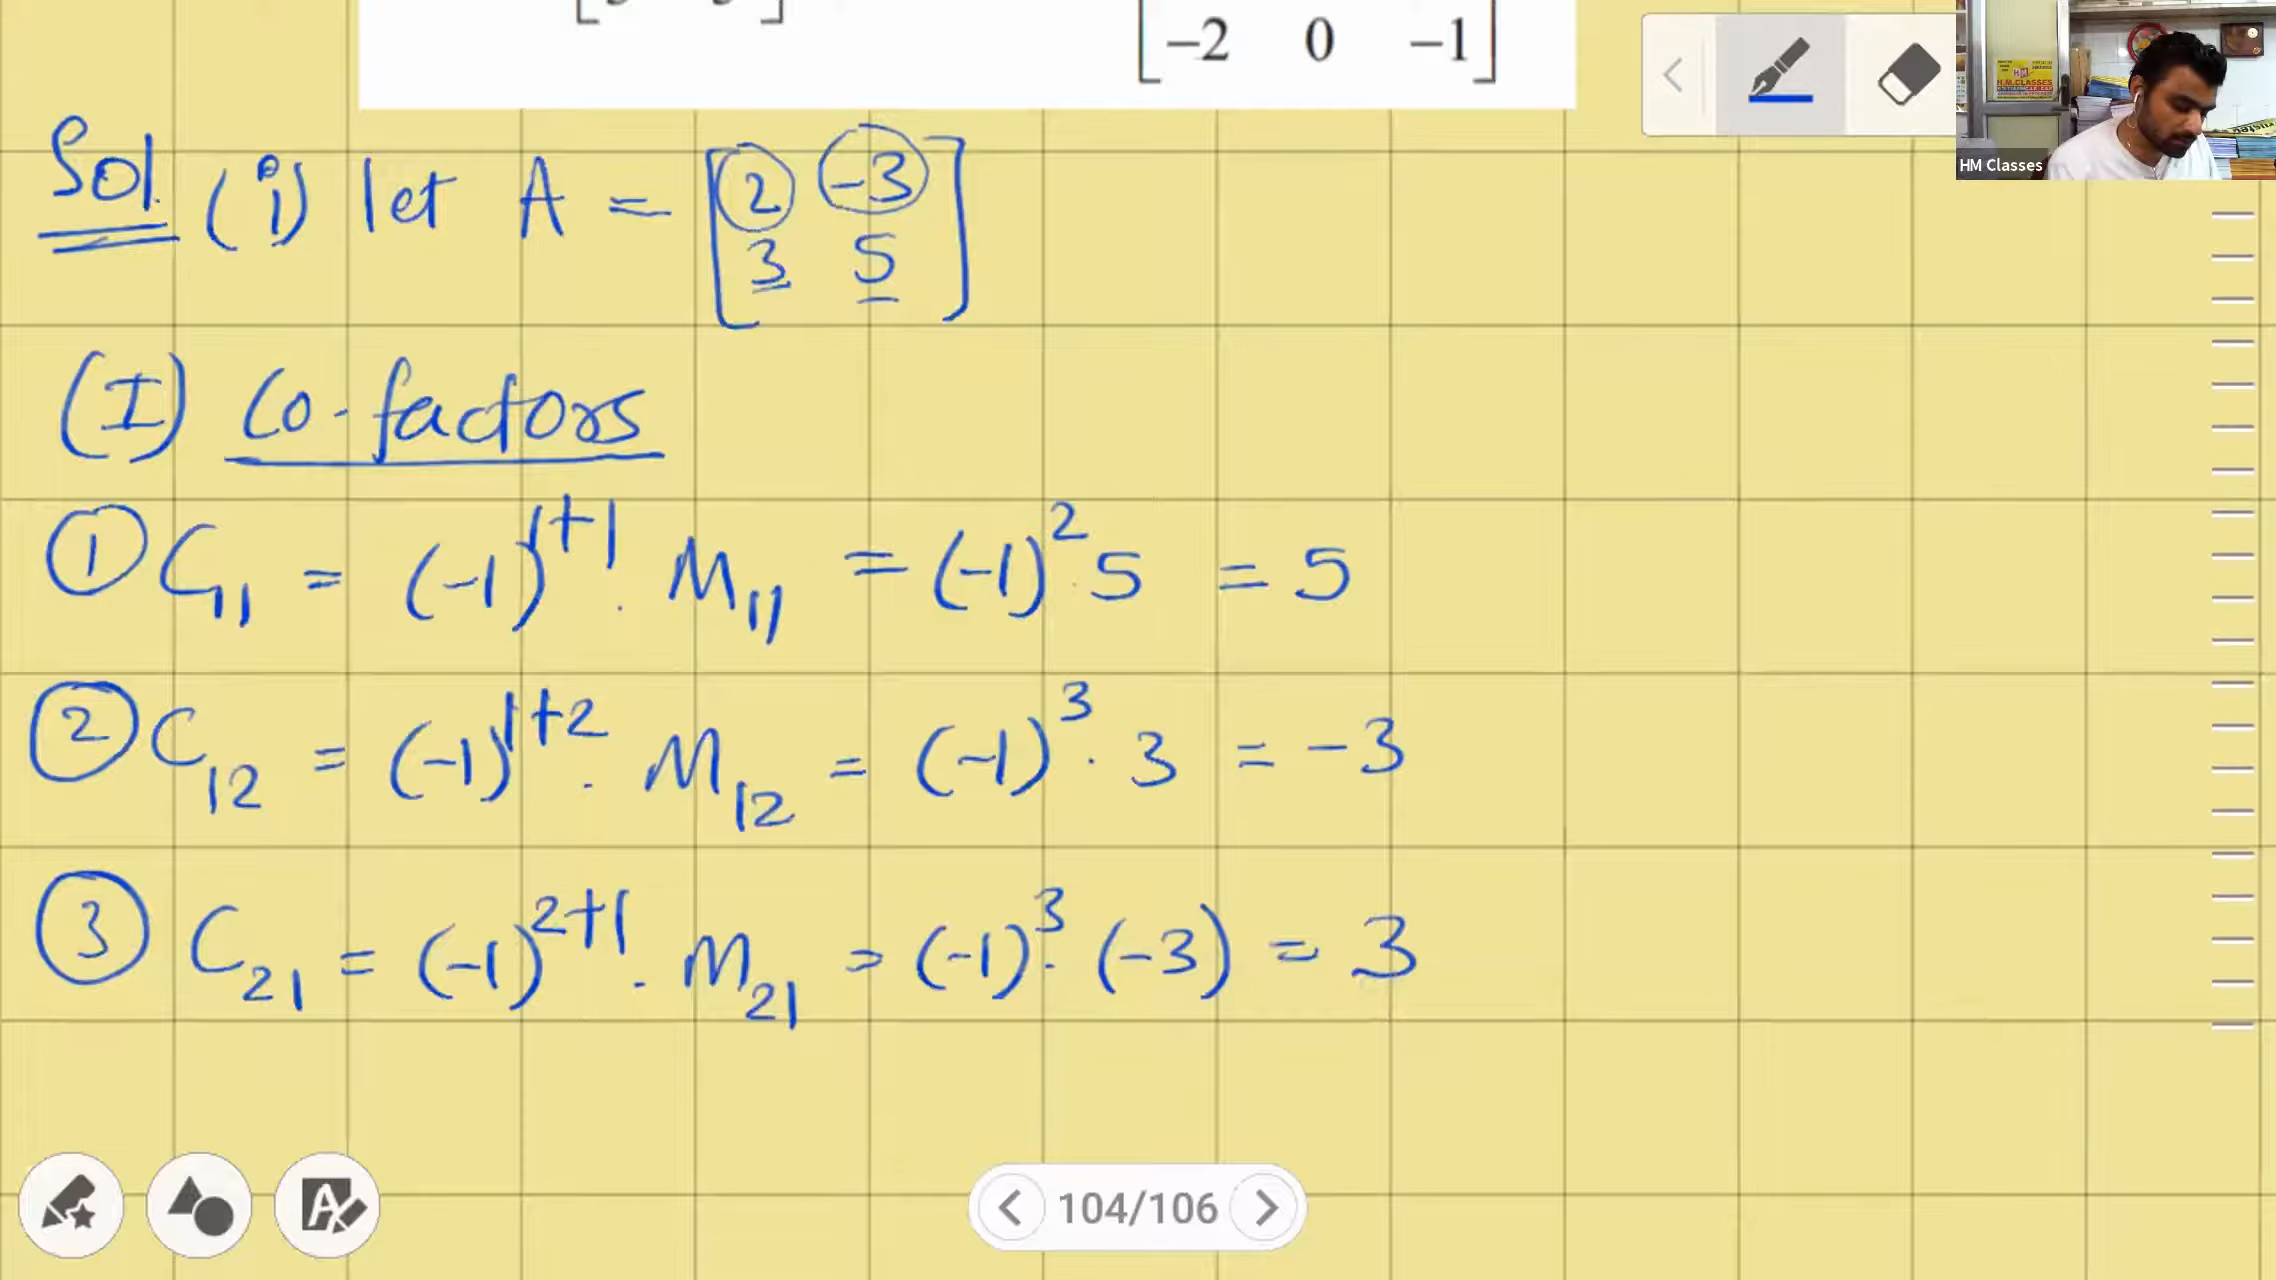 -2 0 -1
Sol. (i) let A = [2 -3
3 5]
(I) Co-factors
① C₁₁ = (-1)¹⁺¹ . M₁₁ = (-1)² . 5 = 5
② C₁₂ = (-1)¹⁺² . M₁₂ = (-1)³ . 3 = -3
③ C₂₁ = (-1)²⁺¹ . M₂₁ = (-1)³ . (-3) = 3
104/106
HM Classes
HM
H.M.CLASSES